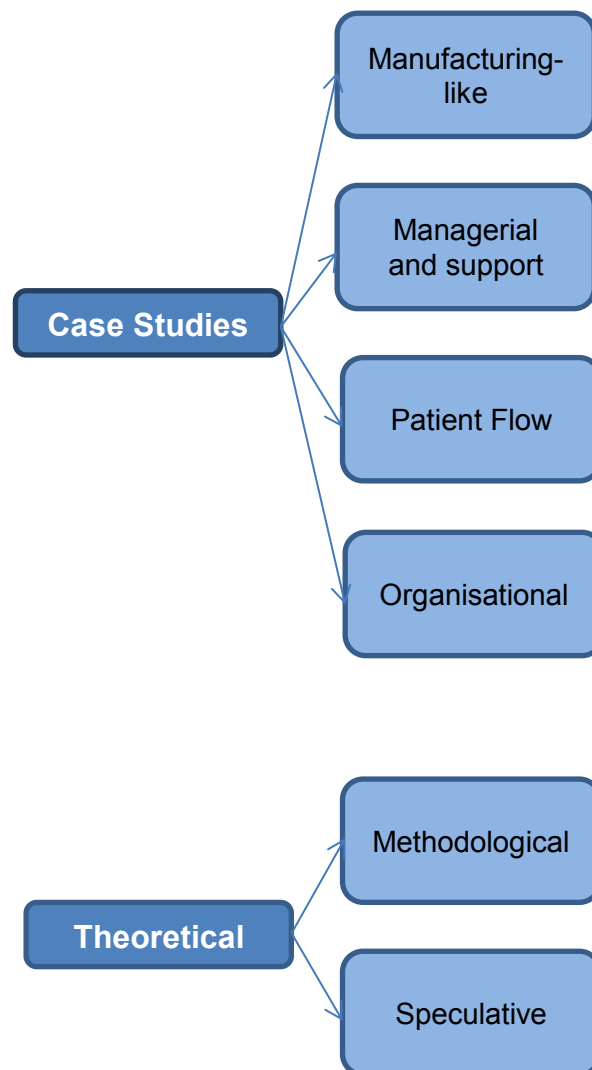 Manufacturing-
like
Managerial
and support
Case Studies
Patient Flow
Organisational
Methodological
Theoretical
Speculative